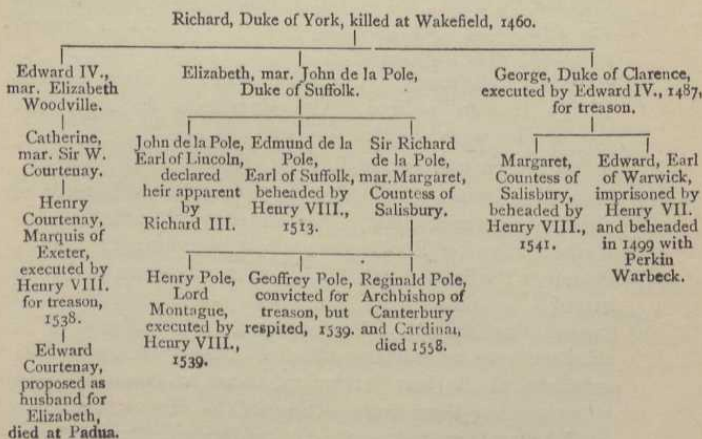 Richard, Duke of York, killed at Wakefield, 1460.
Edward IV.,
mar. Elizabeth
Woodville.
Catherine,
mar. Sir W.
Courtenay.
Henry
Courtenay,
Marquis of
Exeter,
executed by
Henry VIII.
for treason,
1538.
Edward
Courtenay,
proposed as
husband for
Elizabeth,
died at Padua.
Elizabeth, mar. John de la Pole,
Duke of Suffolk.
John de la Pole,
Earl of Lincoln,
declared
heir apparent
by
Richard III.
Edmund de la
Pole,
Earl of Suffolk,
beheaded by
Henry VIII.,
1513.
Sir Richard
de la Pole,
mar. Margaret,
Countess of
Salisbury.
Henry Pole,
Lord
Montague,
executed by
Henry VIII.,
1539.
Geoffrey Pole,
convicted for
treason, but
respited, 1539.
Reginald Pole,
Archbishop of
Canterbury
and Cardinal,
died 1558.
George, Duke of Clarence,
executed by Edward IV., 1487,
for treason.
Margaret,
Countess of
Salisbury,
beheaded by
Henry VIII.,
1541.
Edward, Earl
of Warwick,
imprisoned by
Henry VII.
and beheaded
in 1499 with
Perkin
Warbeck.